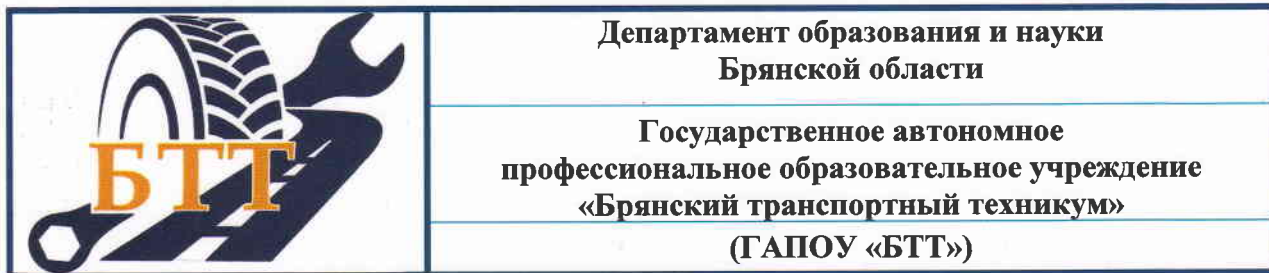 БТТ
Департамент образования и науки
Брянской области
Государственное автономное
профессиональное образовательное учреждение
«Брянский транспортный техникум»
(ГАПОУ «БТТ»)